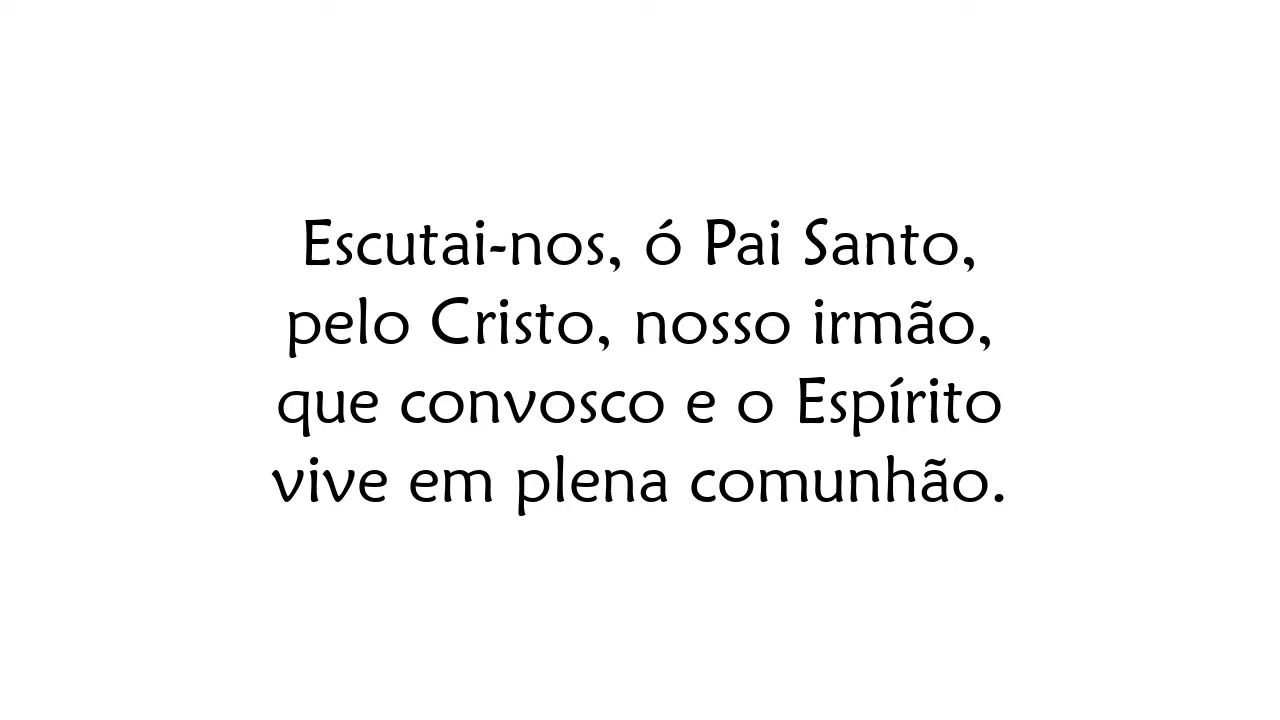 Escutai-nos, ó Pai Santo,
pelo Cristo, nosso irmão,
que convosco e o Espírito
vive em plena comunhão.